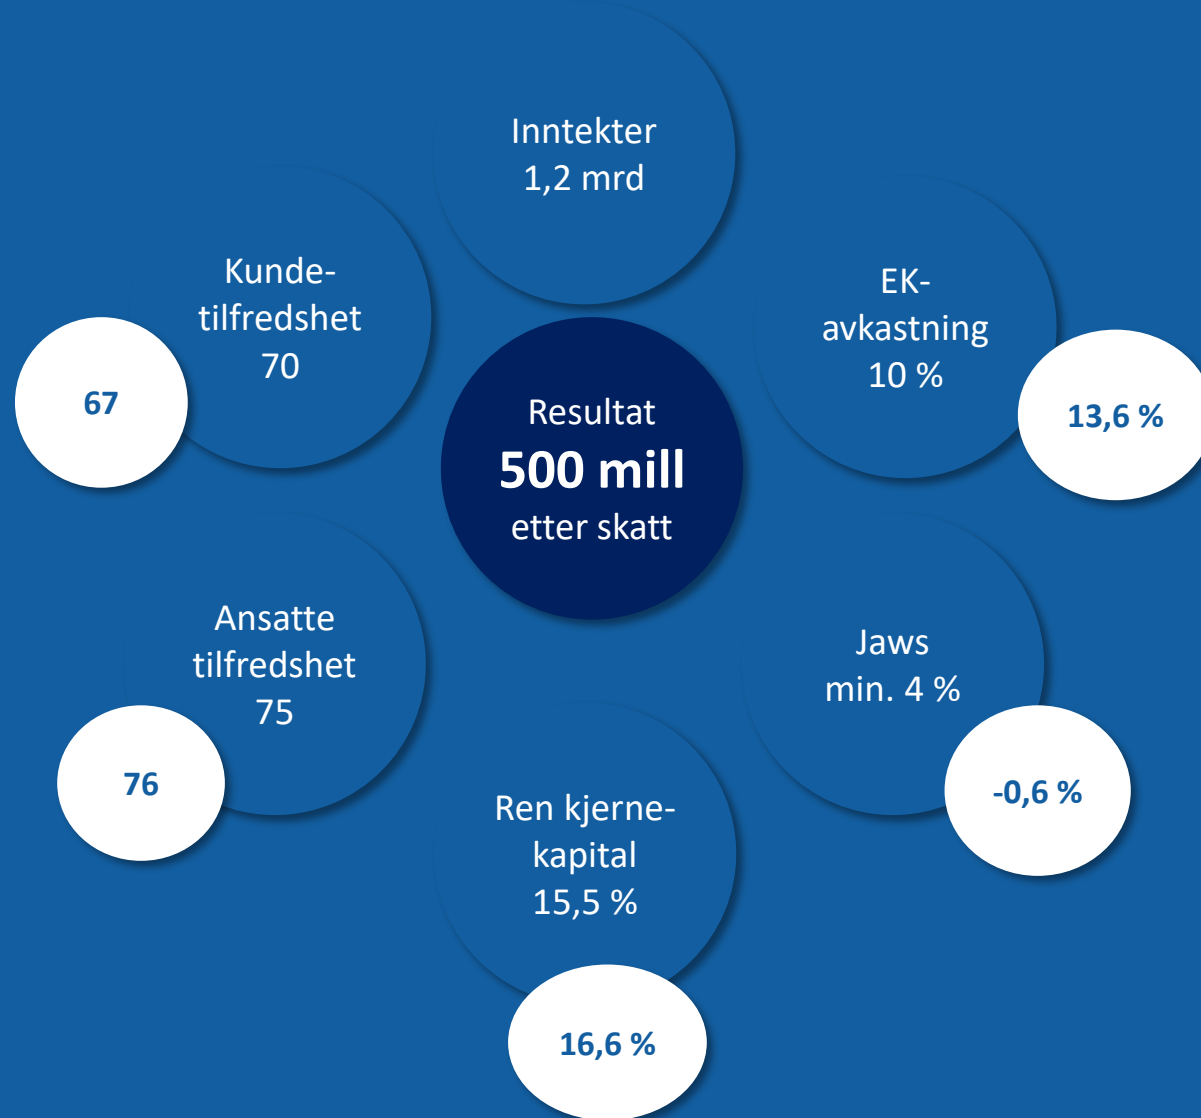 Inntekter
1,2 mrd
Kunde-
tilfredshet
70
67
EK-
avkastning
10 %
13,6 %
Resultat
500 mill
etter skatt
Ansatte
tilfredshet
75
76
Jaws
min. 4 %
-0,6 %
Ren kjerne-
kapital
15,5 %
16,6 %